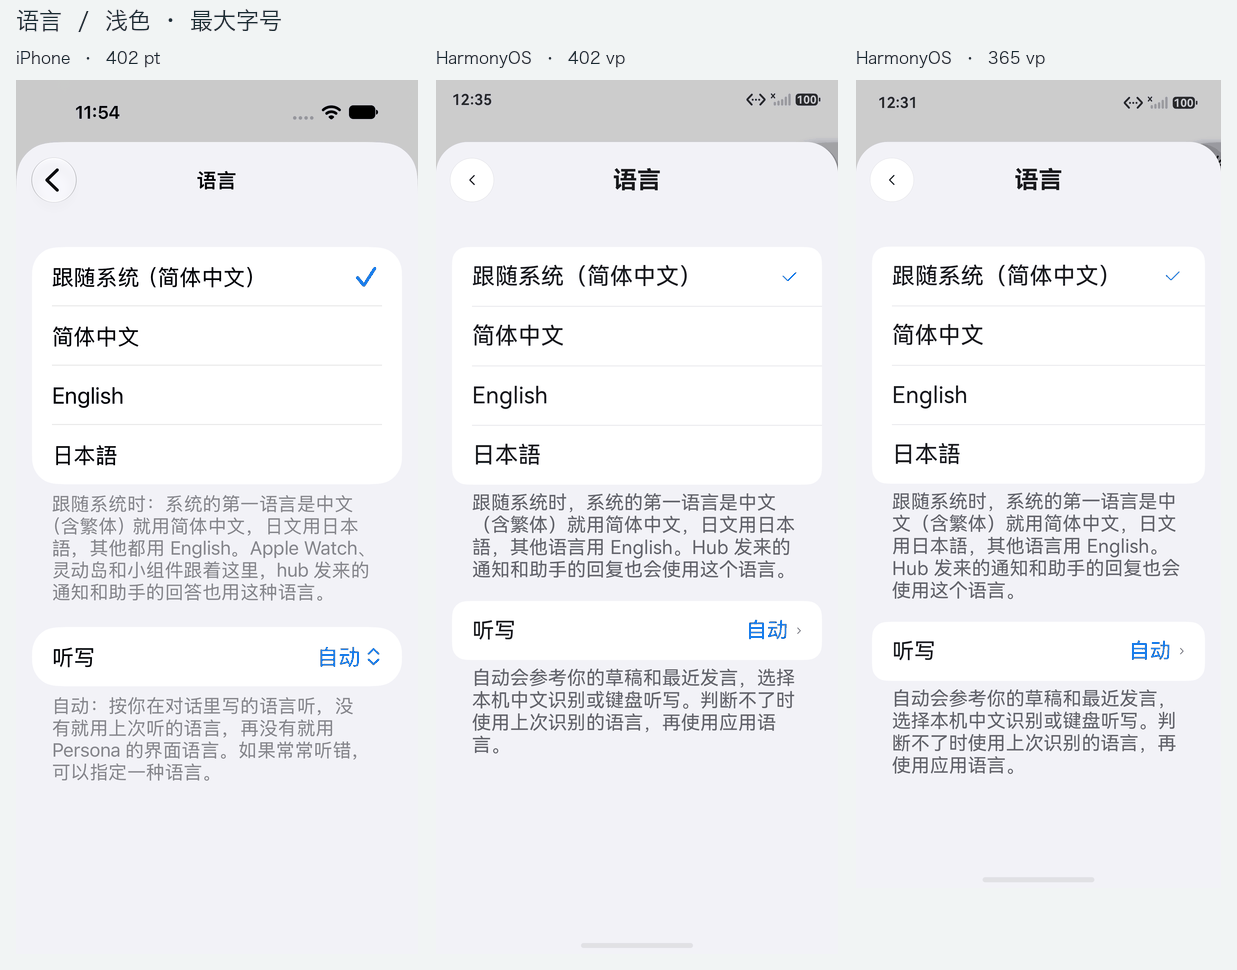 语言 / 浅色 · 最大字号
iPhone · 402 pt
11:54
语言
跟随系统（简体中文）
简体中文
English
日本語
跟随系统时：系统的第一语言是中文
（含繁体）就用简体中文，日文用日本
語，其他都用 English。Apple Watch、
灵动岛和小组件跟着这里，hub 发来的
通知和助手的回答也用这种语言。
听写
自动
自动：按你在对话里写的语言听，没
有就用上次听的语言，再没有就用
Persona 的界面语言。如果常常听错，
可以指定一种语言。
HarmonyOS · 402 vp
12:35
100
语言
跟随系统（简体中文）
简体中文
English
日本語
跟随系统时，系统的第一语言是中文
（含繁体）就用简体中文，日文用日本
語，其他语言用 English。Hub 发来的
通知和助手的回复也会使用这个语言。
听写
自动
自动会参考你的草稿和最近发言，选择
本机中文识别或键盘听写。判断不了时
使用上次识别的语言，再使用应用语
言。
HarmonyOS · 365 vp
12:31
100
语言
跟随系统（简体中文）
简体中文
English
日本語
跟随系统时，系统的第一语言是中
文（含繁体）就用简体中文，日文
用日本語，其他语言用 English。
Hub 发来的通知和助手的回复也会
使用这个语言。
听写
自动
自动会参考你的草稿和最近发言，
选择本机中文识别或键盘听写。判
断不了时使用上次识别的语言，再
使用应用语言。